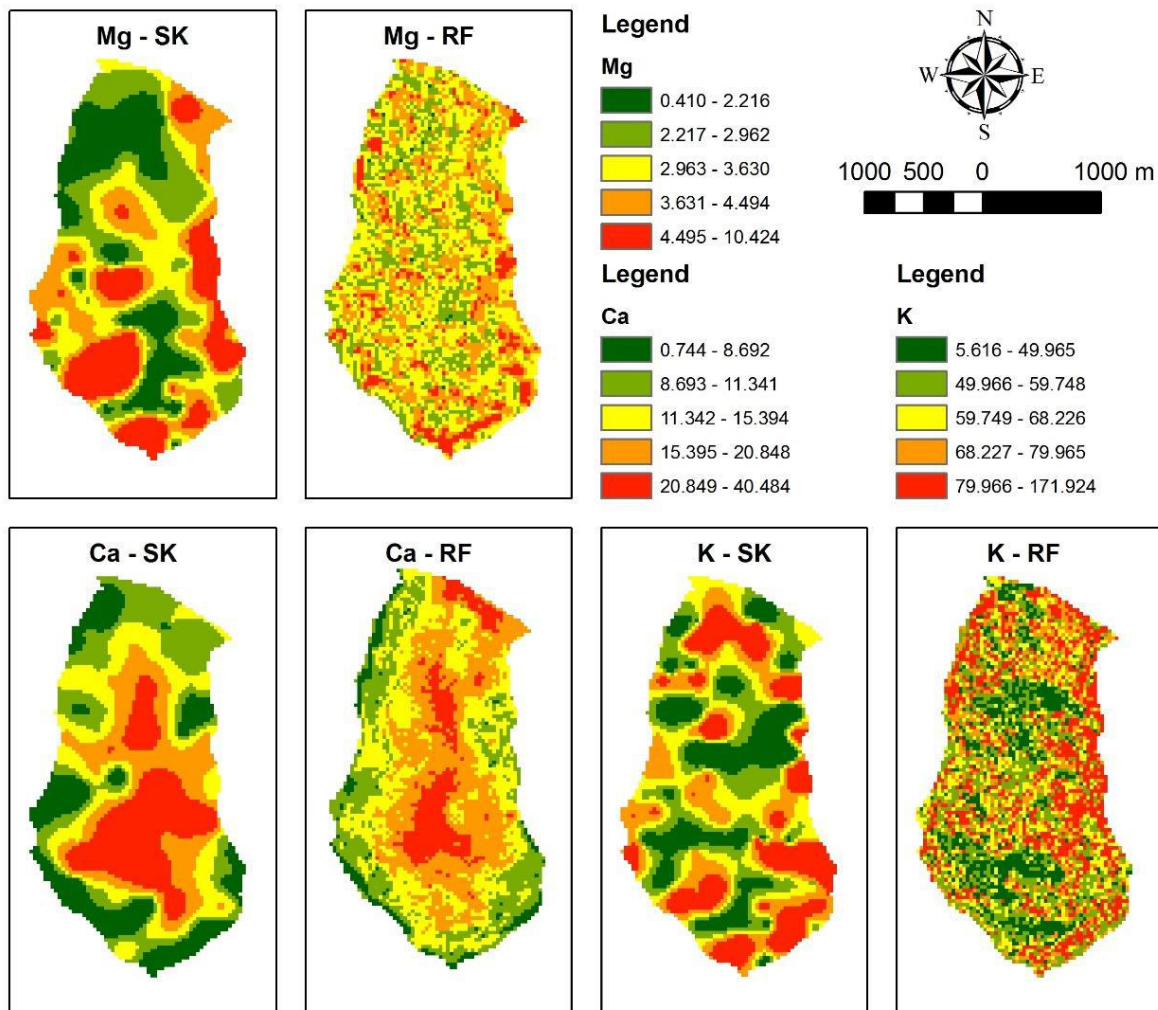 Mg - SK
Mg - RF
Legend
Mg
0.410 - 2.216
2.217 - 2.962
2.963 - 3.630
3.631 - 4.494
4.495 - 10.424
N
W
E
S
1000 500 0 1000 m
Legend
Ca
0.744 - 8.692
8.693 - 11.341
11.342 - 15.394
15.395 - 20.848
20.849 - 40.484
Legend
K
5.616 - 49.965
49.966 - 59.748
59.749 - 68.226
68.227 - 79.965
79.966 - 171.924
Ca - SK
Ca - RF
K - SK
K - RF